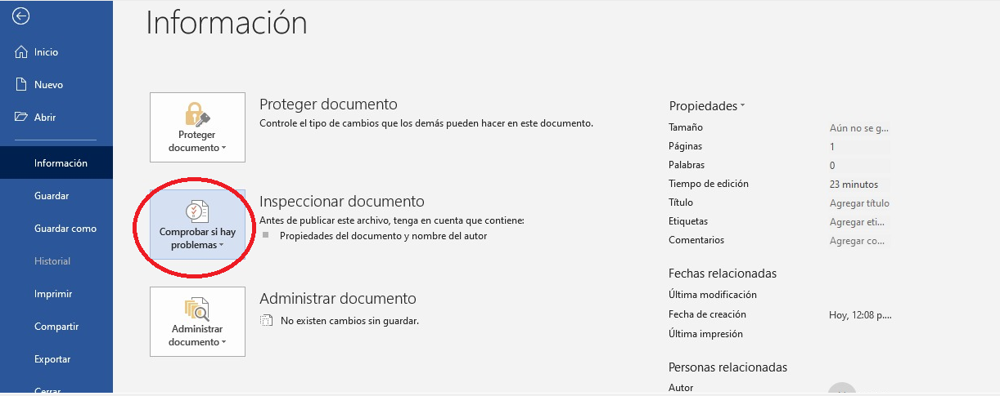 Información
Inicio
Nuevo
Abrir
Información
Guardar
Guardar como
Historial
Imprimir
Compartir
Exportar
Cerrar
Proteger
documento
Proteger documento
Controle el tipo de cambios que los demás pueden hacer en este documento.
Comprobar si hay
problemas
Inspeccionar documento
Antes de publicar este archivo, tenga en cuenta que contiene:
Propiedades del documento y nombre del autor
Administrar
documento
Administrar documento
No existen cambios sin guardar.
Propiedades
Tamaño Aún no se g...
Páginas 1
Palabras 0
Tiempo de edición 23 minutos
Título Agregar título
Etiquetas Agregar eti...
Comentarios Agregar co...
Fechas relacionadas
Última modificación
Fecha de creación Hoy, 12:08 p....
Última impresión
Personas relacionadas
Autor